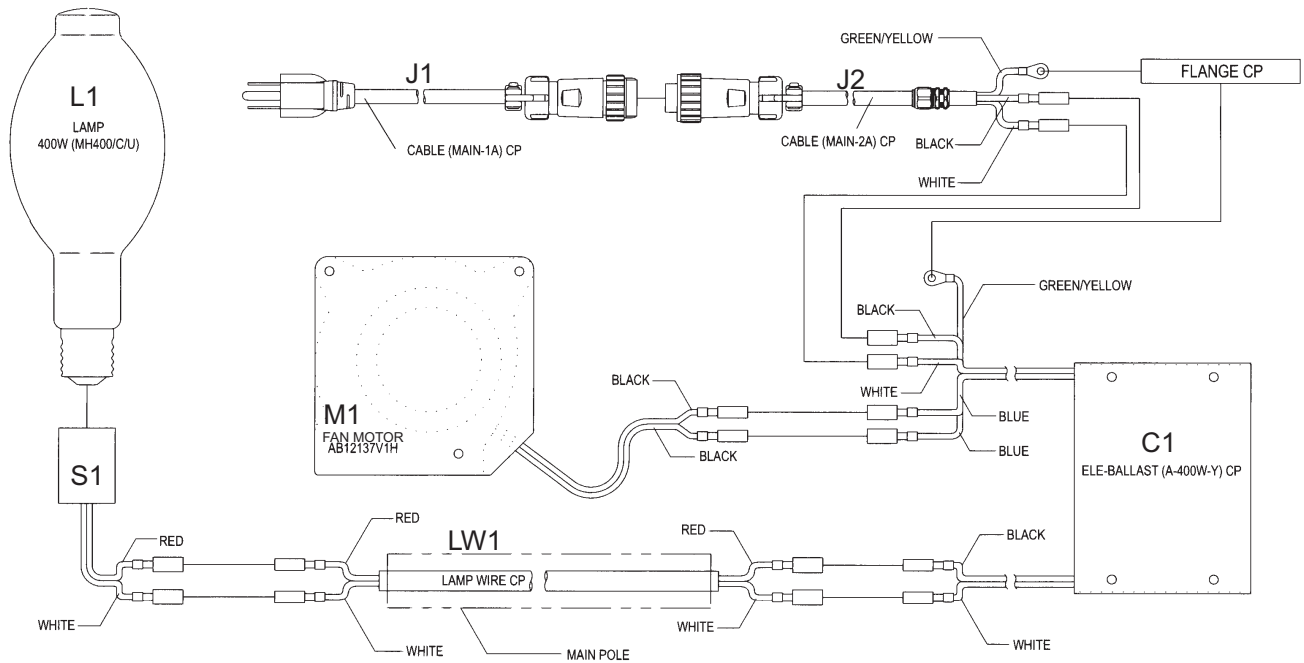 GREEN/YELLOW
FLANGE CP
J1
J2
L1
LAMP
400W (MH400/C/U)
CABLE (MAIN-1A) CP
CABLE (MAIN-2A) CP
BLACK
WHITE
GREEN/YELLOW
BLACK
WHITE
BLACK
M1
FAN MOTOR
AB12137V1H
BLUE
BLACK
BLUE
C1
ELE-BALLAST (A-400W-Y) CP
S1
RED
RED
LW1
RED
BLACK
LAMP WIRE CP
WHITE
WHITE
MAIN POLE
WHITE
WHITE